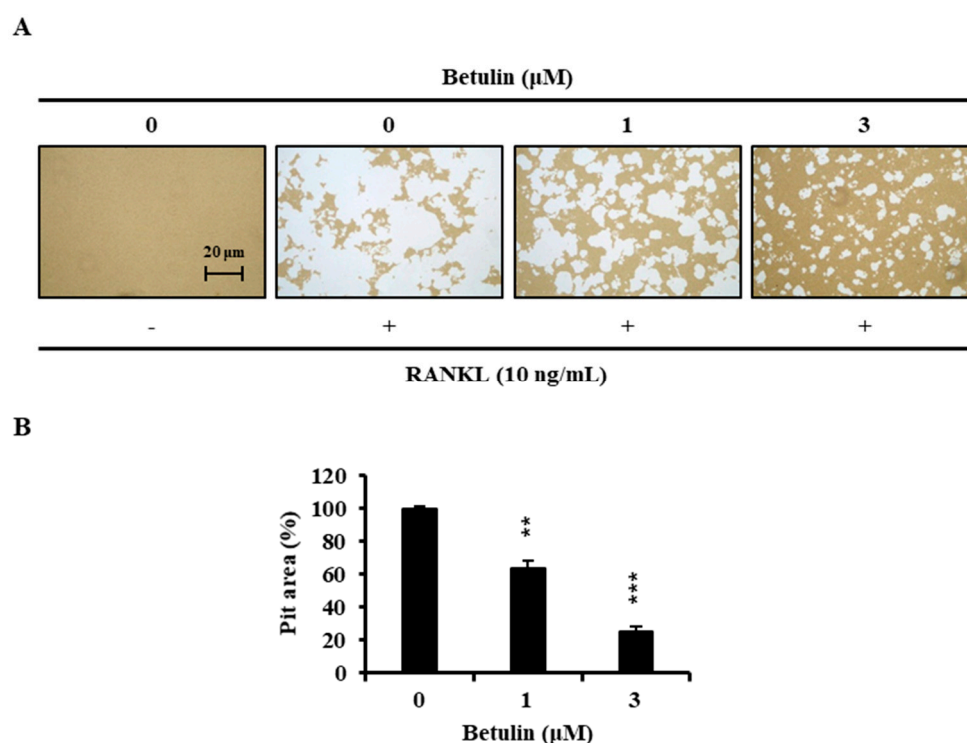 A
Betulin (μM)
0 0 1 3
20 μm
- + + +
RANKL (10 ng/mL)
B
120
100
80
60
40
20
0
Pit area (%)
**
***
0 1 3
Betulin (μM)